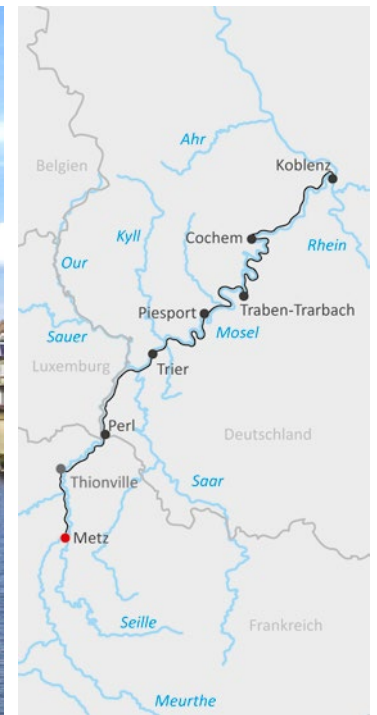 Ahr
Koblenz
Belgien
Kyll
Cochem
Rhein
Our
Piesport
Traben-Trarbach
Mosel
Sauer
Luxemburg
Trier
Perl
Deutschland
Thionville
Saar
Metz
Seille
Frankreich
Meurthe